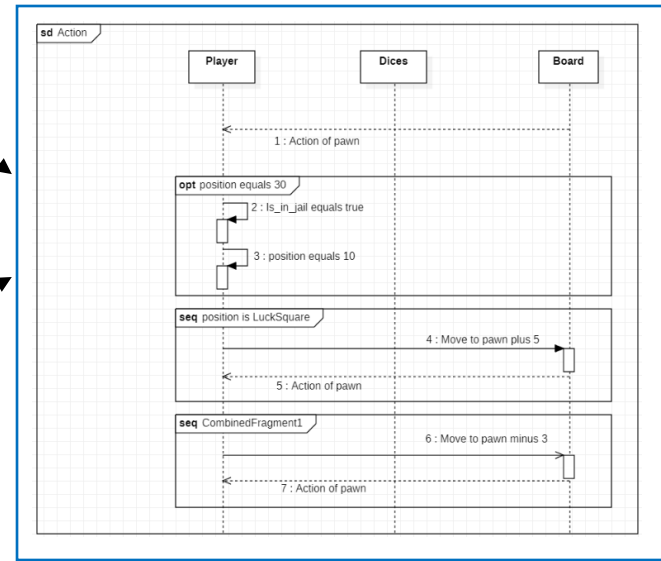 sd Action
Player
Dices
Board
1 : Action of pawn
opt position equals 30
2 : Is_in_jail equals true
3 : position equals 10
seq position is LuckSquare
4 : Move to pawn plus 5
5 : Action of pawn
seq CombinedFragment1
6 : Move to pawn minus 3
7 : Action of pawn